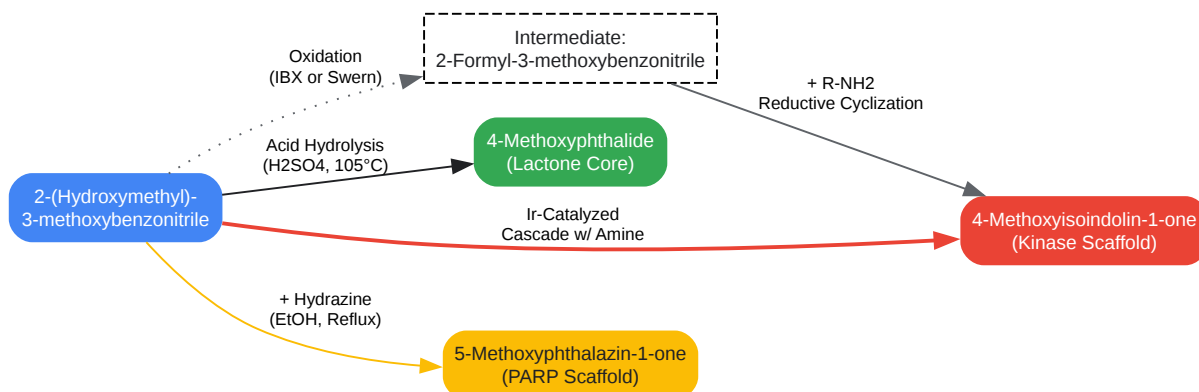 Intermediate:
2-Formyl-3-methoxybenzonitrile
Oxidation
(IBX or Swern)
+ R-NH2
Reductive Cyclization
Acid Hydrolysis
(H2SO4, 105°C)
4-Methoxyphthalide
(Lactone Core)
2-(Hydroxymethyl)-
3-methoxybenzonitrile
Ir-Catalyzed
Cascade w/ Amine
4-Methoxyisoindolin-1-one
(Kinase Scaffold)
+ Hydrazine
(EtOH, Reflux)
5-Methoxyphthalazin-1-one
(PARP Scaffold)